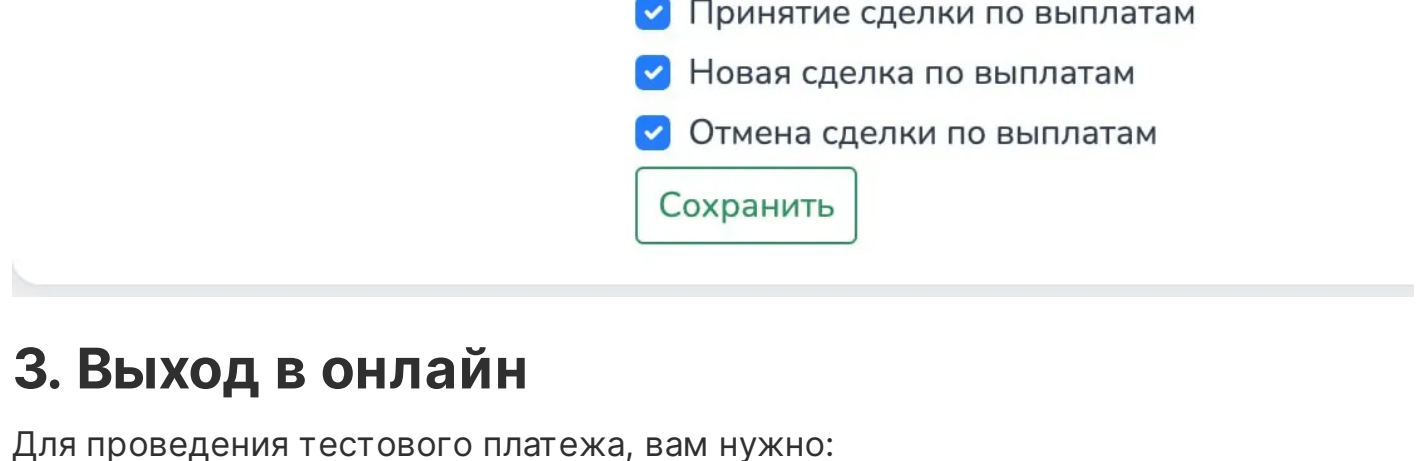 Принятие сделки по выплатам
Новая сделка по выплатам
Отмена сделки по выплатам
Сохранить
3. Выход в онлайн
Для проведения тестового платежа, вам нужно: